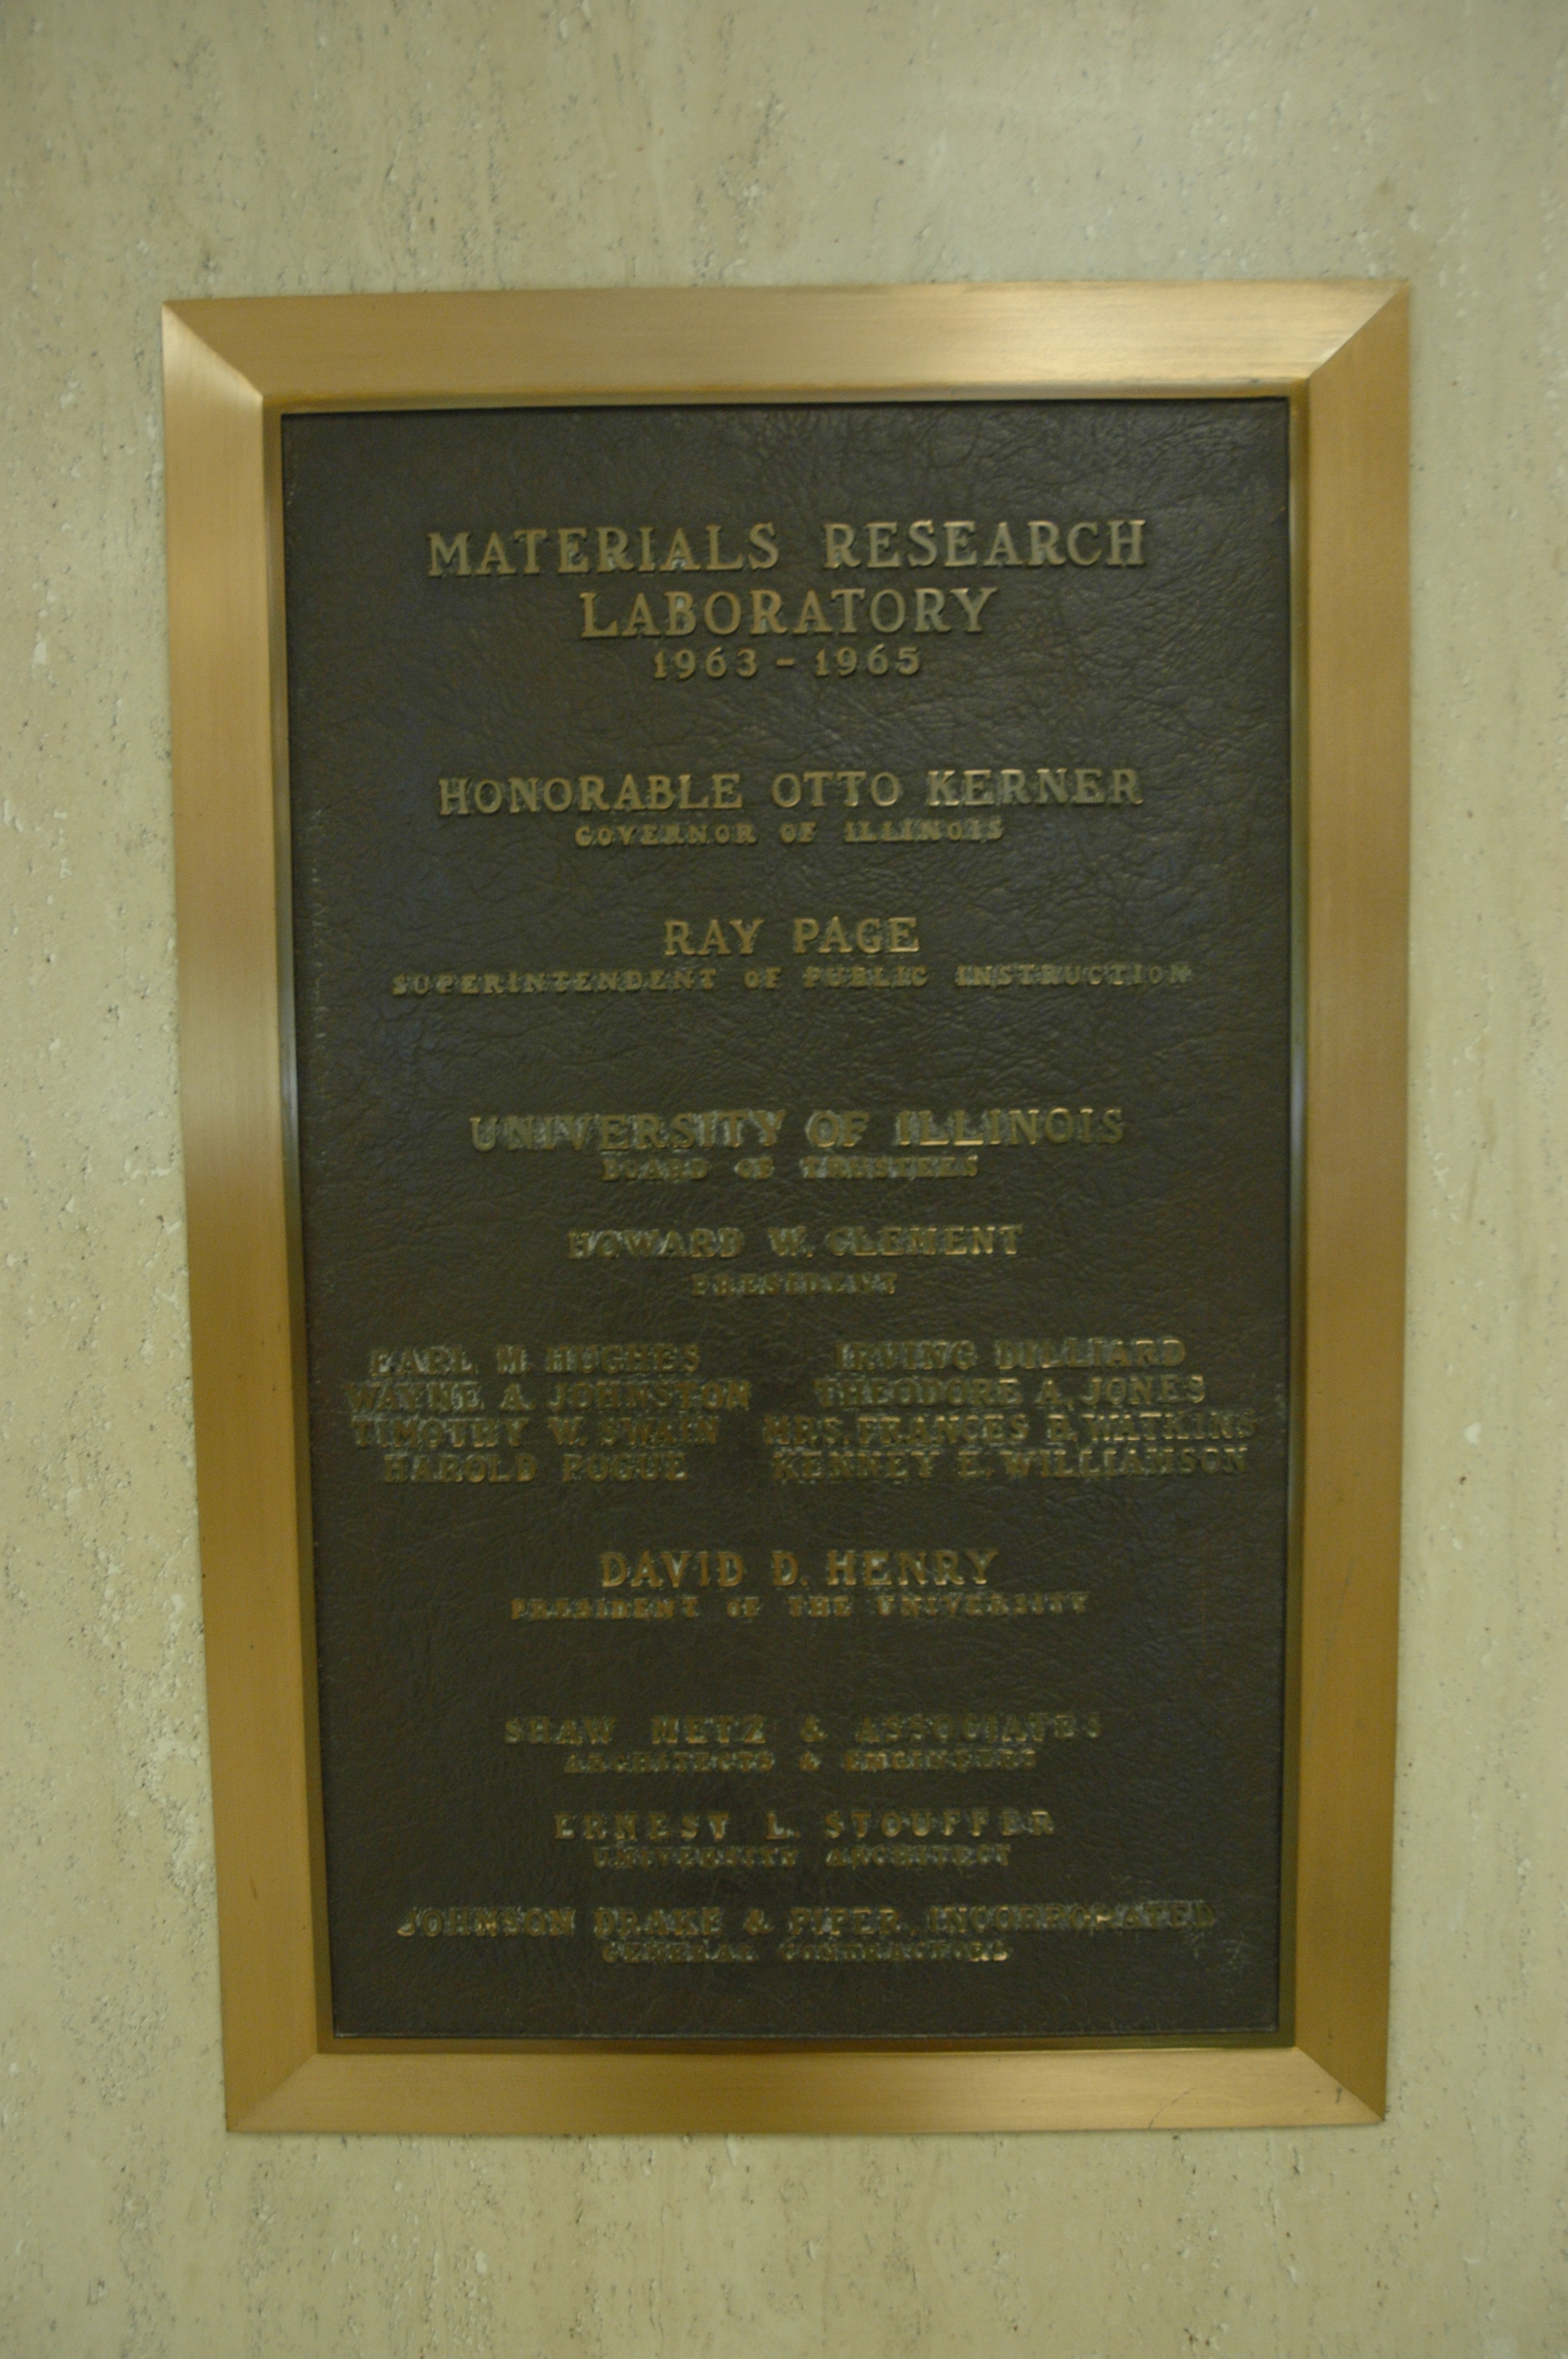 MATERIALS RESEARCH
LABORATORY
1963 - 1965
HONORABLE OTTO KERNER
GOVERNOR OF ILLINOIS
RAY PAGE
SUPERINTENDENT OF PUBLIC INSTRUCTION
UNIVERSITY OF ILLINOIS
BOARD OF TRUSTEES
HOWARD W. CLEMENT
PRESIDENT
EARL M. HUGHES
IRVING DILLIARD
WAYNE A. JOHNSTON
THEODORE A. JONES
TIMOTHY W. SWAIN
MRS. FRANCES B. WATKINS
HAROLD POGUE
KENNEY E. WILLIAMSON
DAVID D. HENRY
PRESIDENT OF THE UNIVERSITY
SHAW METZ & ASSOCIATES
ARCHITECTS & ENGINEERS
ERNEST L. STOUFFER
UNIVERSITY ARCHITECT
JOHNSON DRAKE & PIPER, INCORPORATED
GENERAL CONTRACTORS